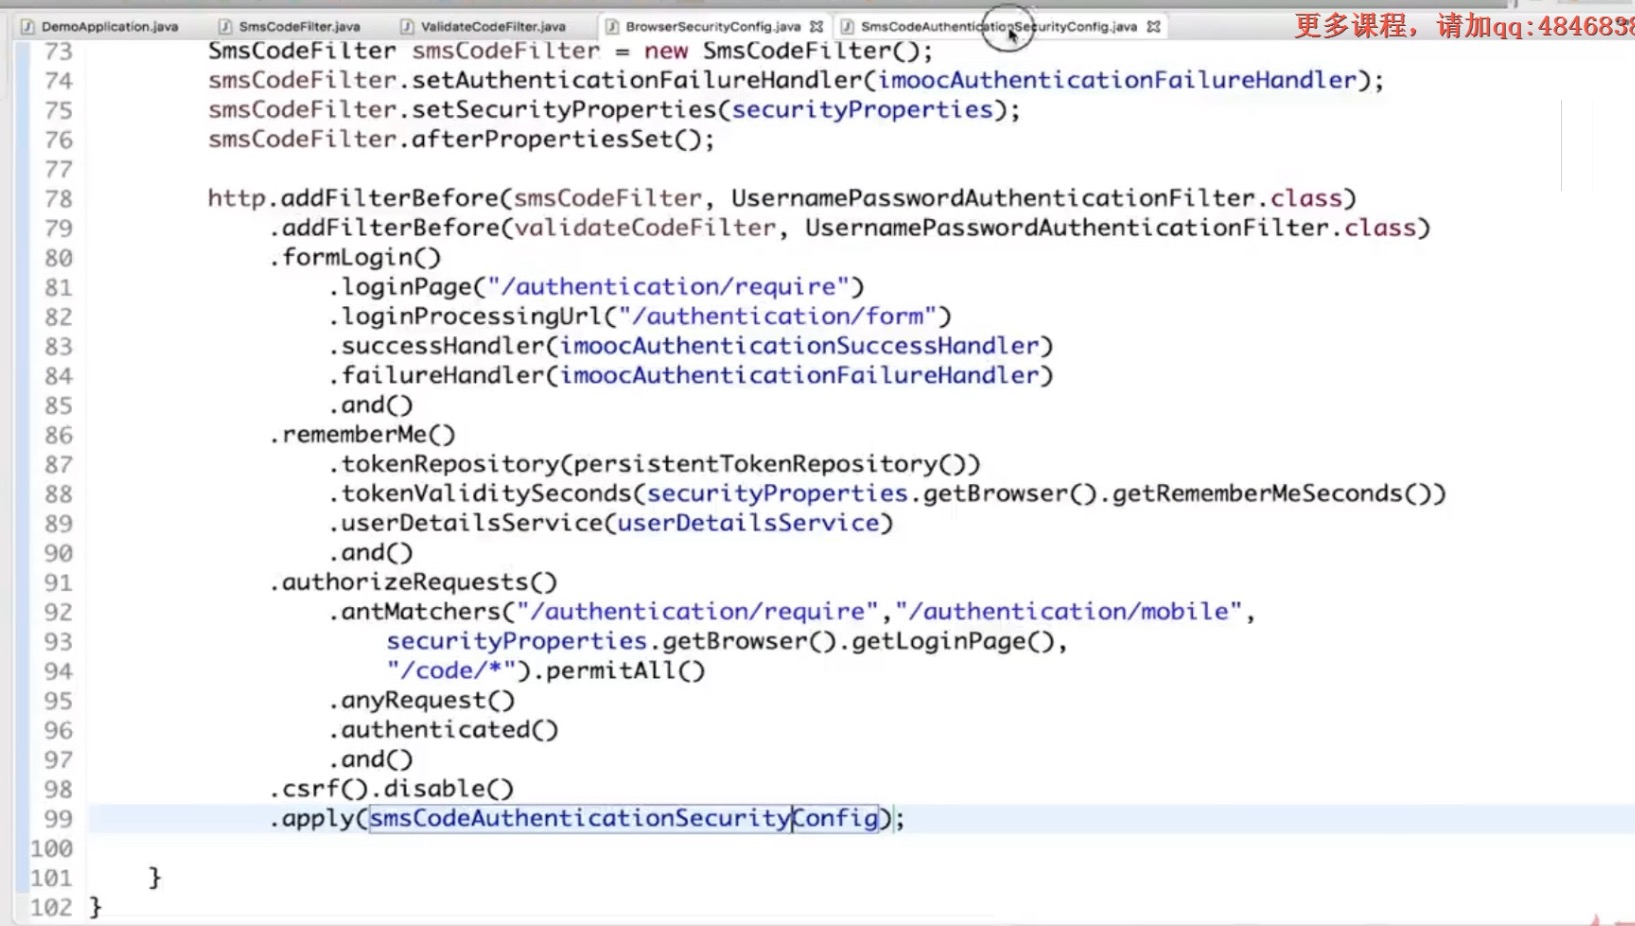 DemoApplication.java SmsCodeFilter.java ValidateCodeFilter.java BrowserSecurityConfig.java SmsCodeAuthenticationSecurityConfig.java
更多课程，请加qq:4846838
73 SmsCodeFilter smsCodeFilter = new SmsCodeFilter();
74 smsCodeFilter.setAuthenticationFailureHandler(imoocAuthenticationFailureHandler);
75 smsCodeFilter.setSecurityProperties(securityProperties);
76 smsCodeFilter.afterPropertiesSet();
77
78 http.addFilterBefore(smsCodeFilter, UsernamePasswordAuthenticationFilter.class)
79 .addFilterBefore(validateCodeFilter, UsernamePasswordAuthenticationFilter.class)
80 .formLogin()
81 .loginPage("/authentication/require")
82 .loginProcessingUrl("/authentication/form")
83 .successHandler(imoocAuthenticationSuccessHandler)
84 .failureHandler(imoocAuthenticationFailureHandler)
85 .and()
86 .rememberMe()
87 .tokenRepository(persistentTokenRepository())
88 .tokenValiditySeconds(securityProperties.getBrowser().getRememberMeSeconds())
89 .userDetailsService(userDetailsService)
90 .and()
91 .authorizeRequests()
92 .antMatchers("/authentication/require","/authentication/mobile",
93 securityProperties.getBrowser().getLoginPage(),
94 "/code/*").permitAll()
95 .anyRequest()
96 .authenticated()
97 .and()
98 .csrf().disable()
99 .apply(smsCodeAuthenticationSecurityConfig);
100
101 }
102 }